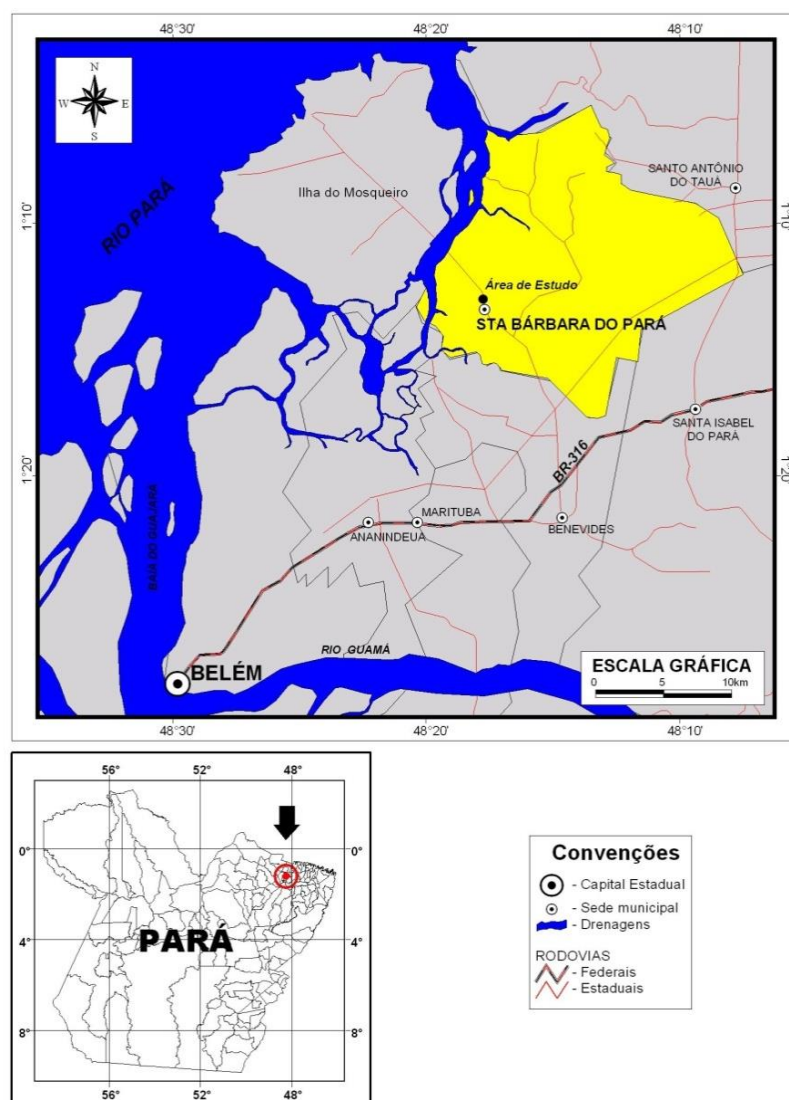 48°30' 48°20' 48°10'
N
W E
S
RIO PARÁ
Ilha do Mosqueiro
SANTO ANTÔNIO
DO TAUÁ
1°10' 1°10'
Área de Estudo
STA BÁRBARA DO PARÁ
SANTA ISABEL
DO PARÁ
BR-316
1°20' 1°20'
BAIA DO GUAJARÁ
MARITUBA
ANANINDEUA
BENEVIDES
RIO GUAMÁ
BELÉM
ESCALA GRÁFICA
0 5 10km
48°30' 48°20' 48°10'
56° 52° 48°
0° 0°
PARÁ
4° 4°
8° 8°
56° 52° 48°
Convenções
- Capital Estadual
- Sede municipal
- Drenagens
RODOVIAS
- Federais
- Estaduais